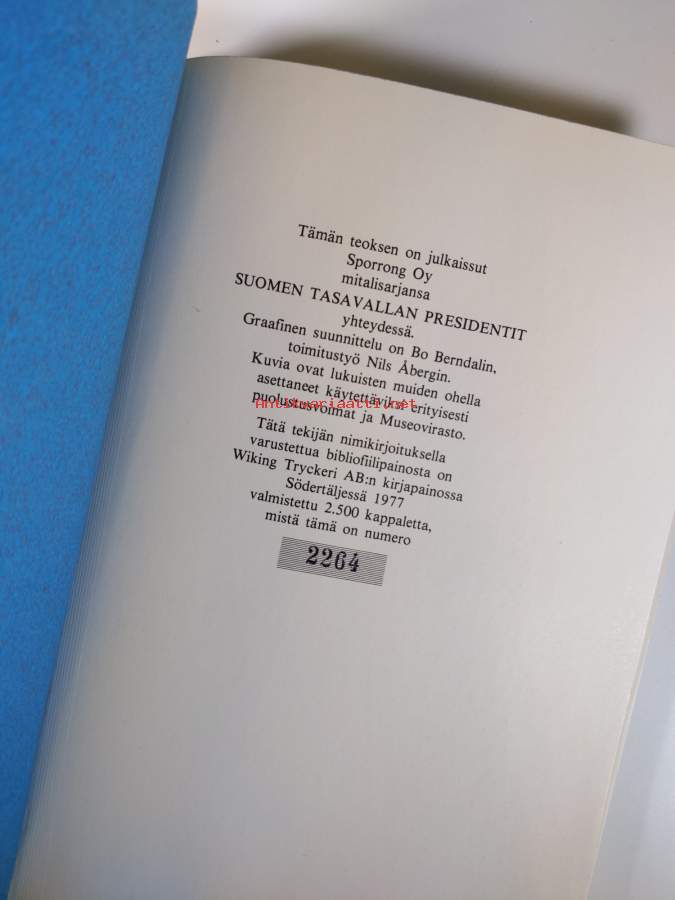 Tämän teoksen on julkaissut
Sporrong Oy
mitalisarjansa
SUOMEN TASAVALLAN PRESIDENTIT
yhteydessä.
Graafinen suunnittelu on Bo Berndalin,
toimitustyö Nils Åbergin.
Kuvia ovat lukuisten muiden ohella
asettaneet käytettäviksi erityisesti
puolustusvoimat ja Museovirasto.
Antikvariaatti.net
Tätä tekijän nimikirjoituksella
varustettua bibliofiilipainosta on
Wiking Tryckeri AB:n kirjapainossa
Södertäljessä 1977
valmistettu 2.500 kappaletta,
mistä tämä on numero
2264